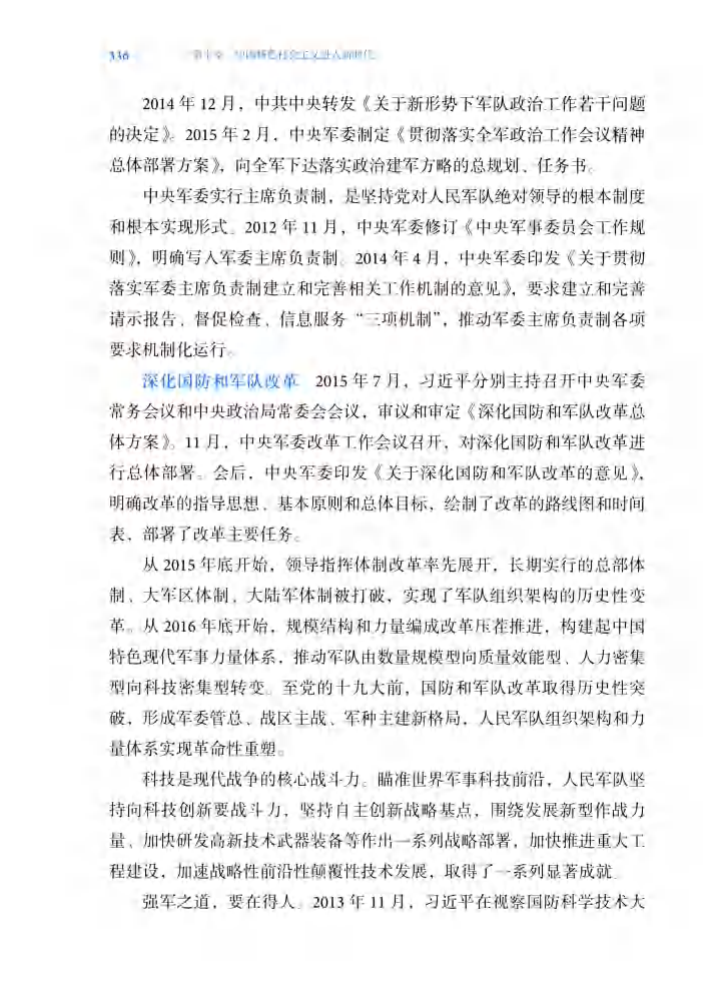 336 第十章 中国特色社会主义进入新时代
2014 年 12 月，中共中央转发《关于新形势下军队政治工作若干问题
的决定》。2015 年 2 月，中央军委制定《贯彻落实全军政治工作会议精神
总体部署方案》，向全军下达落实政治建军方略的总规划、任务书。
中央军委实行主席负责制，是坚持党对人民军队绝对领导的根本制度
和根本实现形式。2012 年 11 月，中央军委修订《中央军事委员会工作规
则》，明确写入军委主席负责制。2014 年 4 月，中央军委印发《关于贯彻
落实军委主席负责制建立和完善相关工作机制的意见》，要求建立和完善
请示报告、督促检查、信息服务“三项机制”，推动军委主席负责制各项
要求机制化运行。
深化国防和军队改革 2015 年 7 月，习近平分别主持召开中央军委
常务会议和中央政治局常委会会议，审议和审定《深化国防和军队改革总
体方案》。11 月，中央军委改革工作会议召开，对深化国防和军队改革进
行总体部署。会后，中央军委印发《关于深化国防和军队改革的意见》，
明确改革的指导思想、基本原则和总体目标，绘制了改革的路线图和时间
表，部署了改革主要任务。
从 2015 年底开始，领导指挥体制改革率先展开，长期实行的总部体
制、大军区体制、大陆军体制被打破，实现了军队组织架构的历史性变
革。从 2016 年底开始，规模结构和力量编成改革压茬推进，构建起中国
特色现代军事力量体系，推动军队由数量规模型向质量效能型、人力密集
型向科技密集型转变。至党的十九大前，国防和军队改革取得历史性突
破，形成军委管总、战区主战、军种主建新格局，人民军队组织架构和力
量体系实现革命性重塑。
科技是现代战争的核心战斗力。瞄准世界军事科技前沿，人民军队坚
持向科技创新要战斗力，坚持自主创新战略基点，围绕发展新型作战力
量、加快研发高新技术武器装备等作出一系列战略部署，加快推进重大工
程建设，加速战略性前沿性颠覆性技术发展，取得了一系列显著成就。
强军之道，要在得人。2013 年 11 月，习近平在视察国防科学技术大